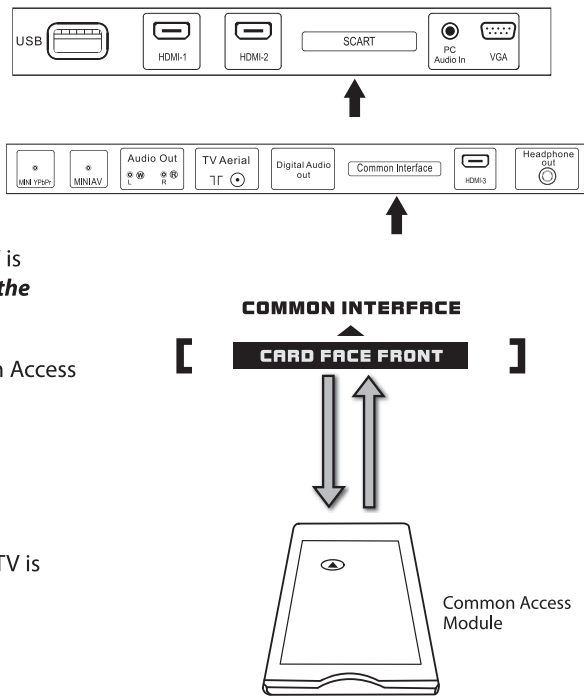 USB
HDMI-1
HDMI-2
SCART
PC
Audio In
VGA
MINI YPbPr
MINIAV
Audio Out
W
R
L
R
TV Aerial
Digital Audio
out
Common Interface
HDMI-3
Headphone
out
is
the
COMMON INTERFACE
[ CARD FACE FRONT ]
Access
TV is
Common Access
Module